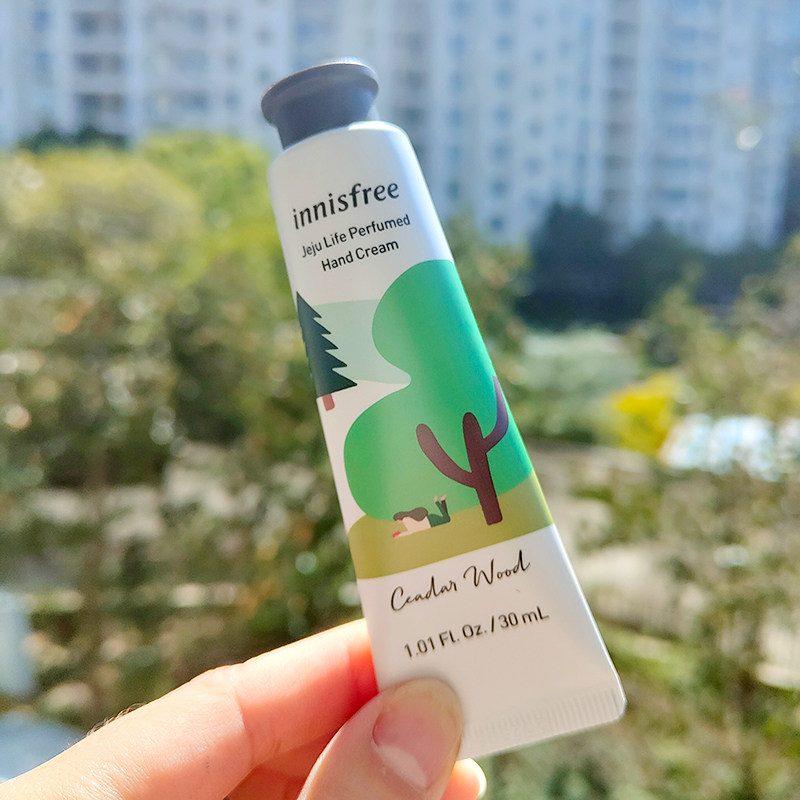 innisfree
Jeju Life Perfumed
Hand Cream
Ceadar Wood
1.01 Fl. Oz. / 30 mL